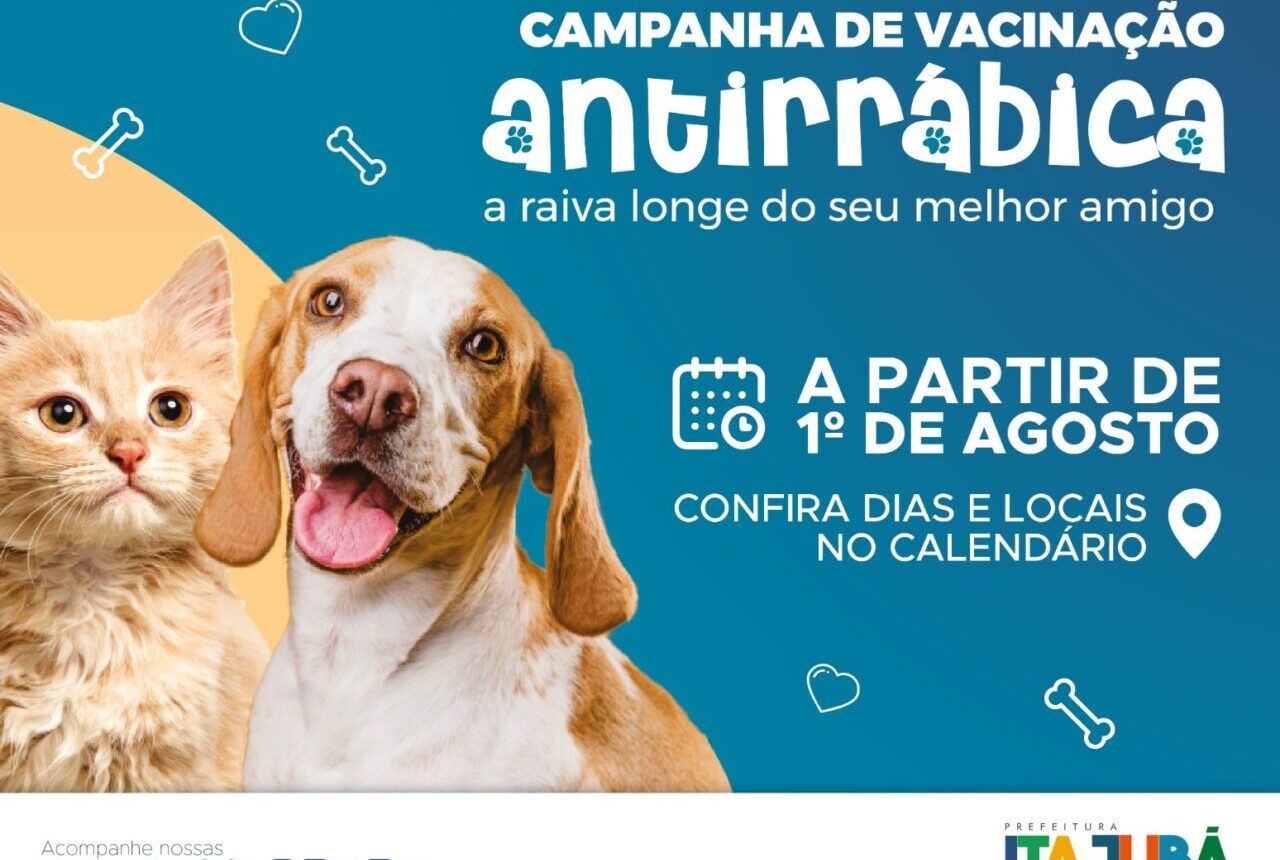 CAMPANHA DE VACINAÇÃO
antirrábica
a raiva longe do seu melhor amigo
A PARTIR DE
1º DE AGOSTO
CONFIRA DIAS E LOCAIS
NO CALENDÁRIO
Acompanhe nossas
PREFEITURA
ITAJUBÁ